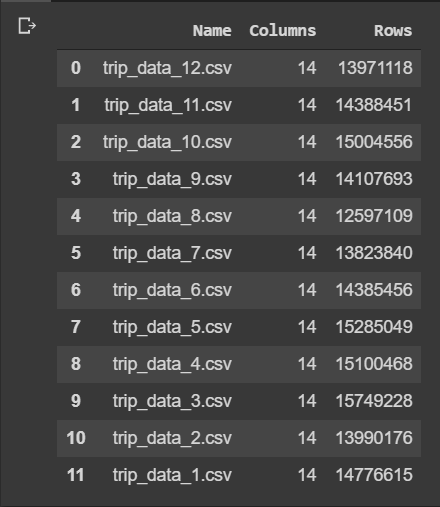 Name Columns Rows
0 trip_data_12.csv 14 13971118
1 trip_data_11.csv 14 14388451
2 trip_data_10.csv 14 15004556
3 trip_data_9.csv 14 14107693
4 trip_data_8.csv 14 12597109
5 trip_data_7.csv 14 13823840
6 trip_data_6.csv 14 14385456
7 trip_data_5.csv 14 15285049
8 trip_data_4.csv 14 15100468
9 trip_data_3.csv 14 15749228
10 trip_data_2.csv 14 13990176
11 trip_data_1.csv 14 14776615